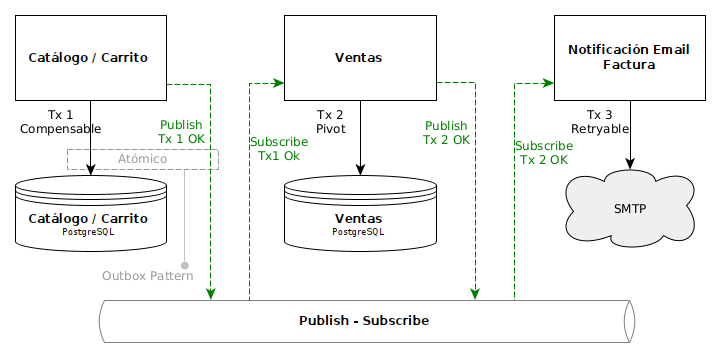 Catálogo / Carrito
Ventas
Notificación Email
Factura
Tx 1
Compensable
Publish
Tx 1 OK
Subscribe
Tx1 Ok
Tx 2
Pivot
Publish
Tx 2 OK
Subscribe
Tx 2 OK
Tx 3
Retryable
Atómico
Catálogo / Carrito
PostgreSQL
Ventas
PostgreSQL
SMTP
Outbox Pattern
Publish - Subscribe